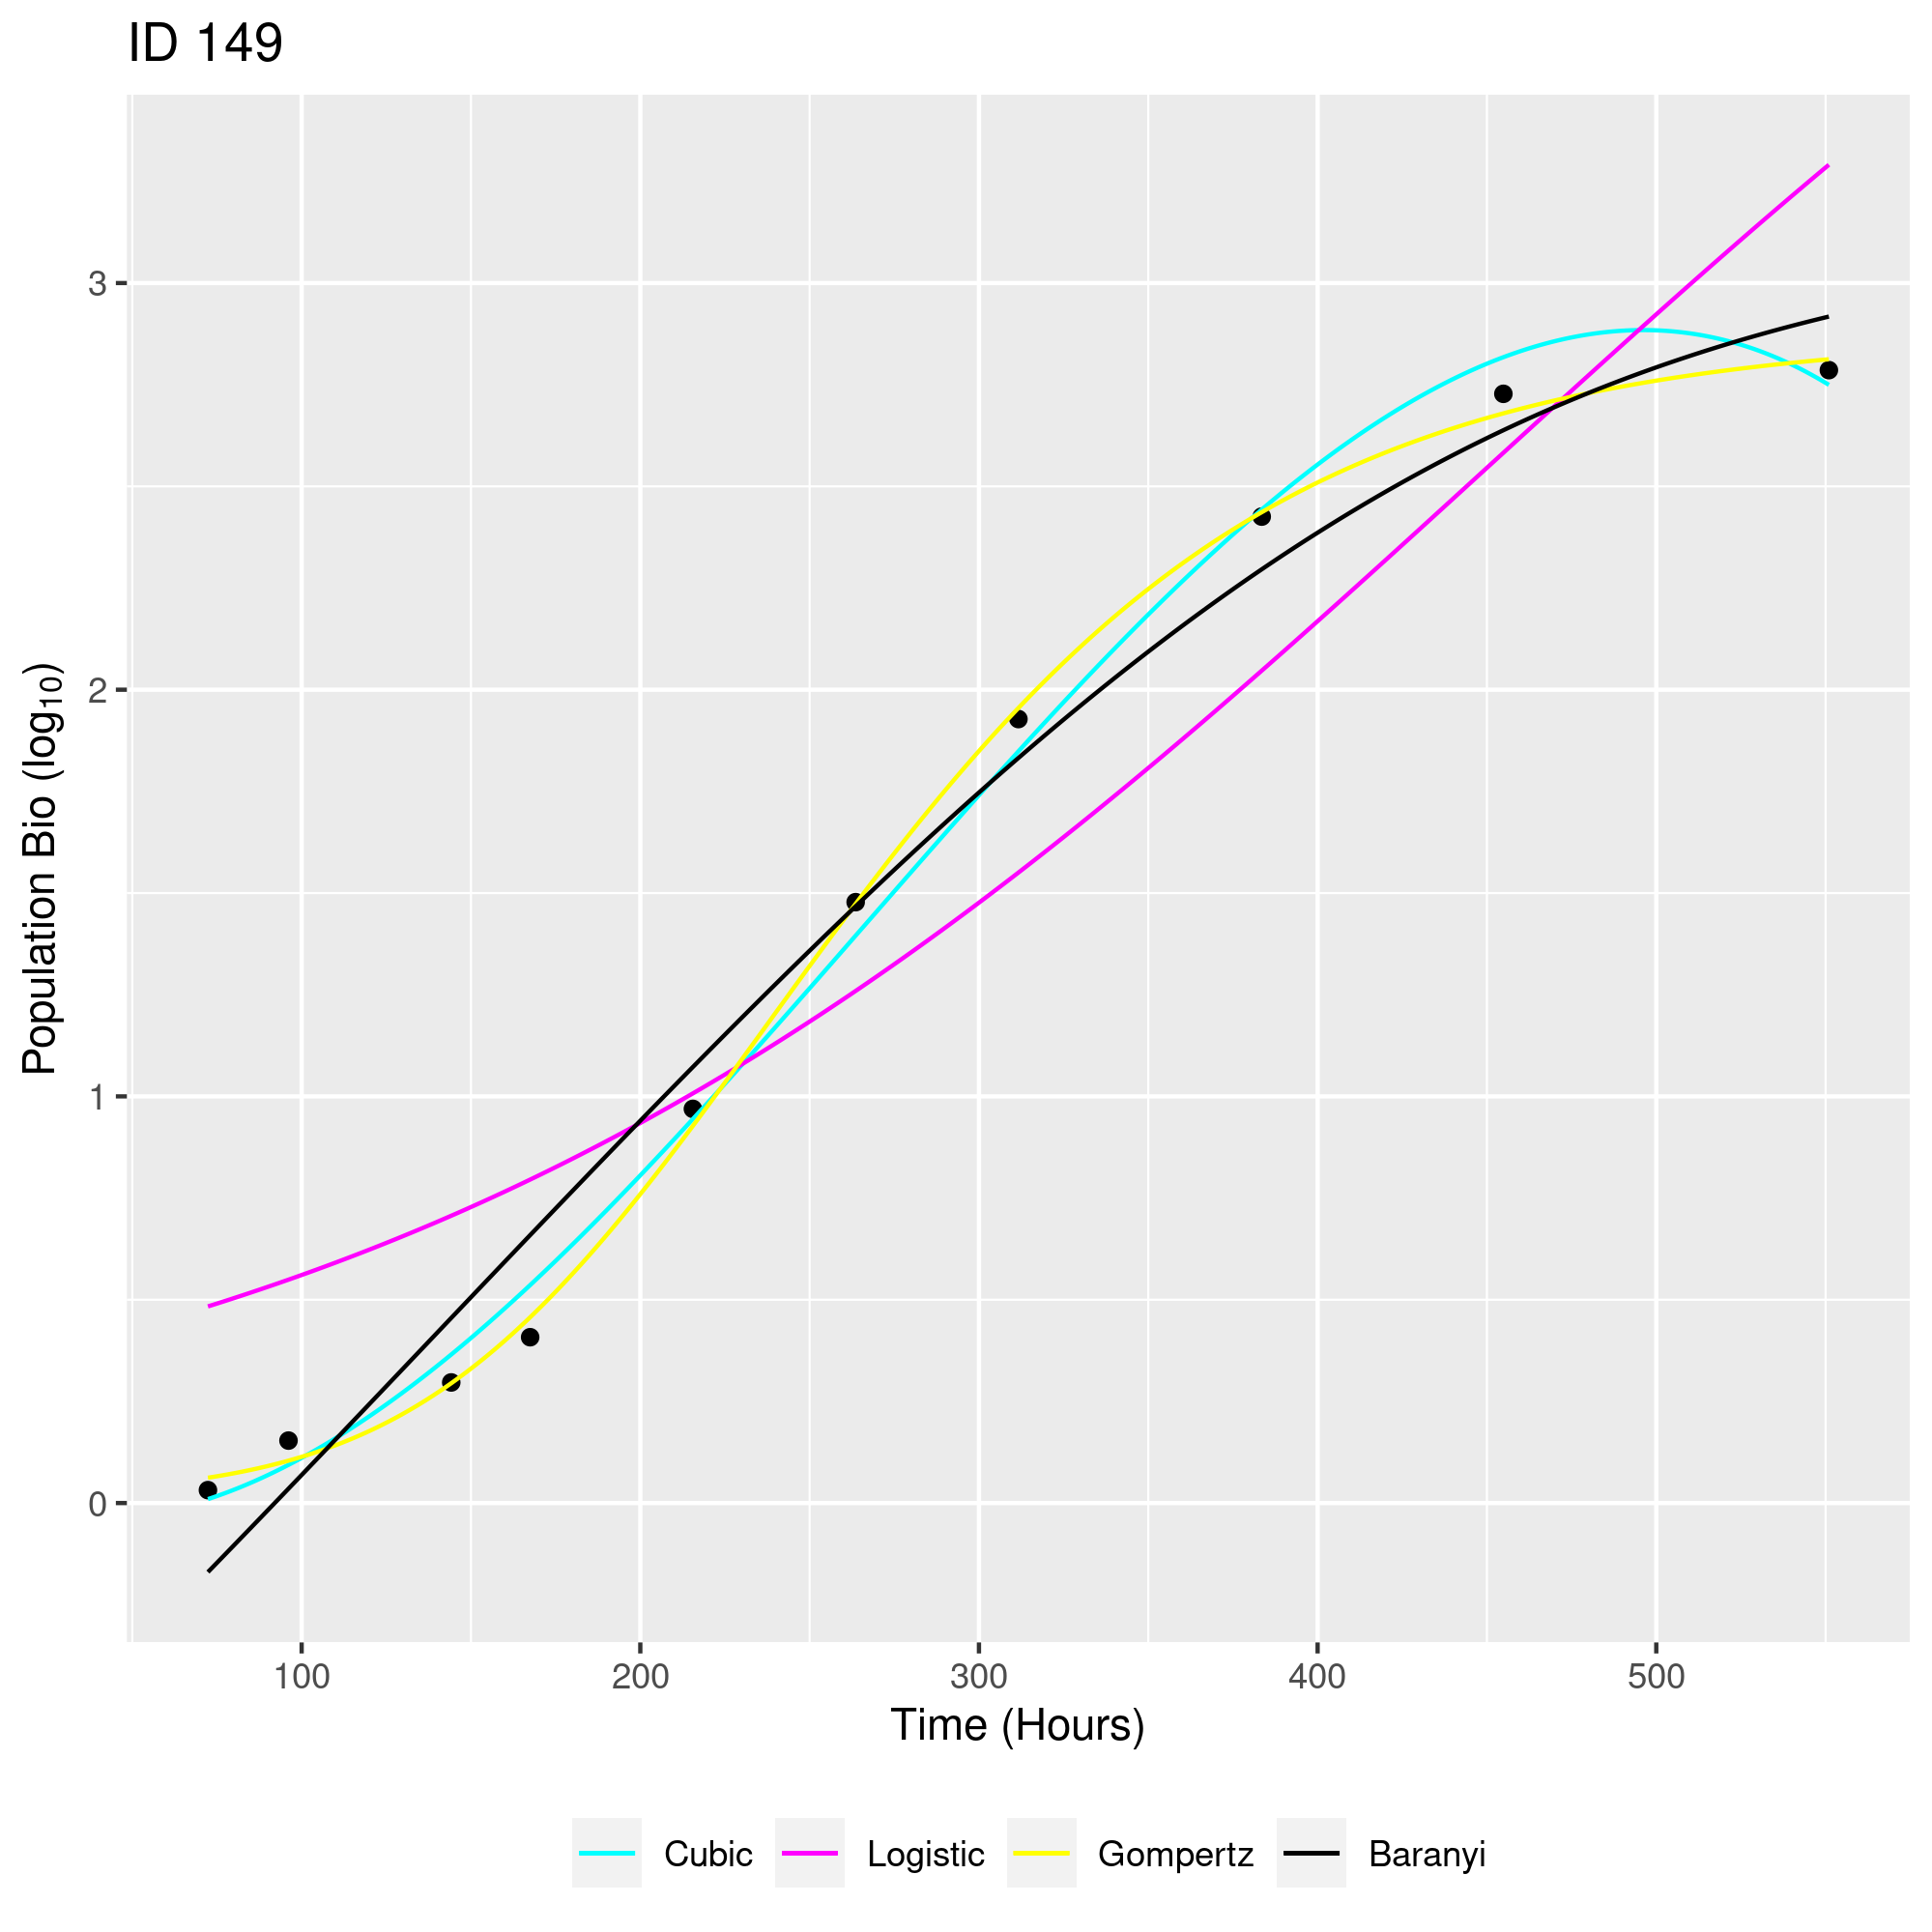 ID 149
Population Bio (log₁₀)
3
2
1
0
100 200 300 400 500
Time (Hours)
Cubic Logistic Gompertz Baranyi